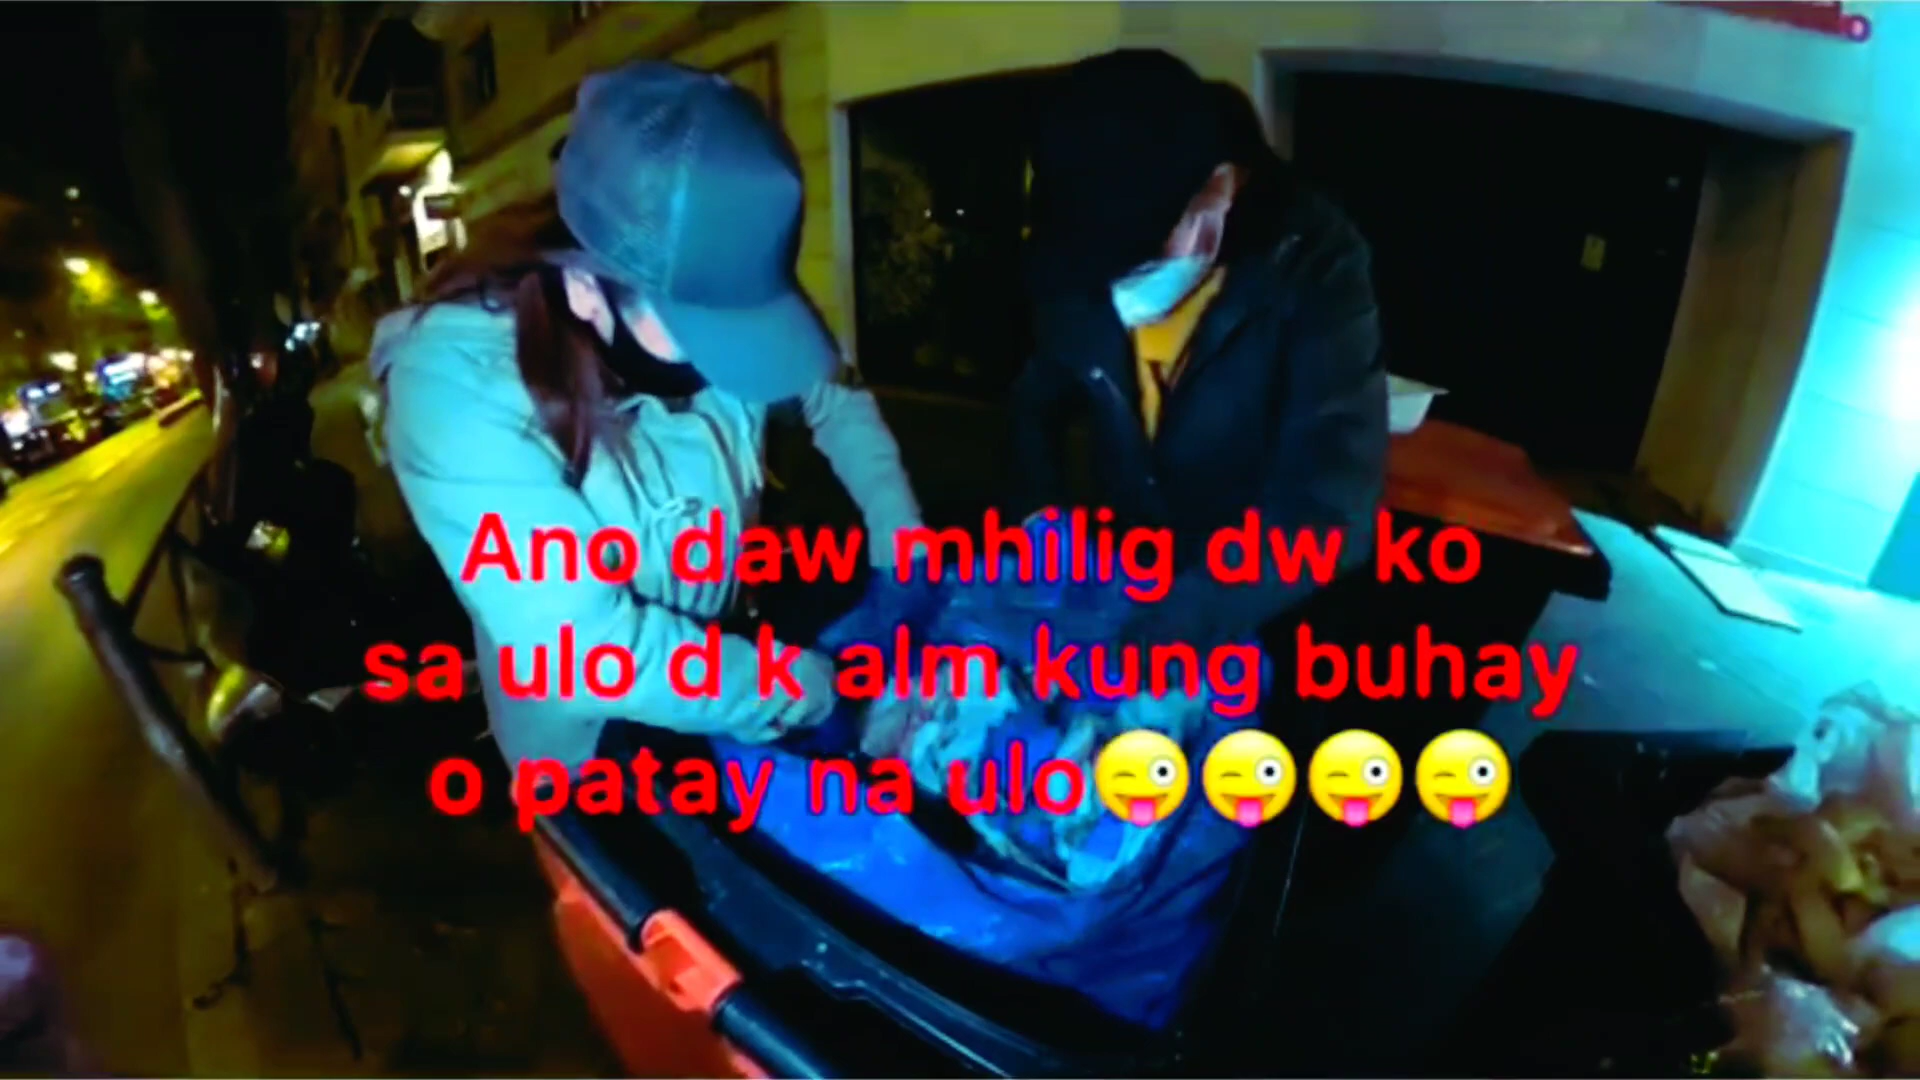 Ano daw mhilig dw ko
sa ulo d k alm kung buhay
o patay na ulo😜😜😜😜